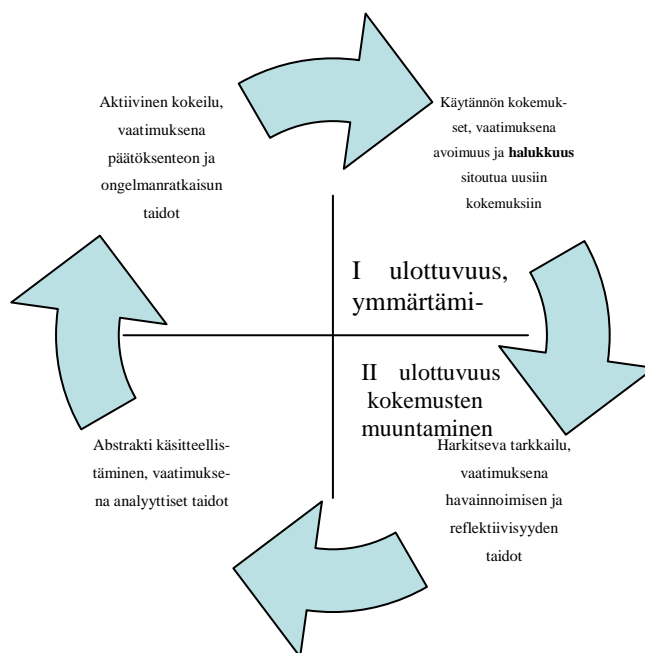 Aktiivinen kokeilu,
vaatimuksena
päätöksenteon ja
ongelmanratkaisun
taidot
Käytännön kokemuk-
set, vaatimuksena
avoimuus ja halukkuus
sitoutua uusiin
kokemuksiin
I ulottuvuus,
ymmärtämi-
II ulottuvuus
kokemusten
muuntaminen
Abstrakti käsitteellis-
täminen, vaatimukse-
na analyyttiset taidot
Harkitseva tarkkailu,
vaatimuksena
havainnoimisen ja
reflektiivisyyden
taidot